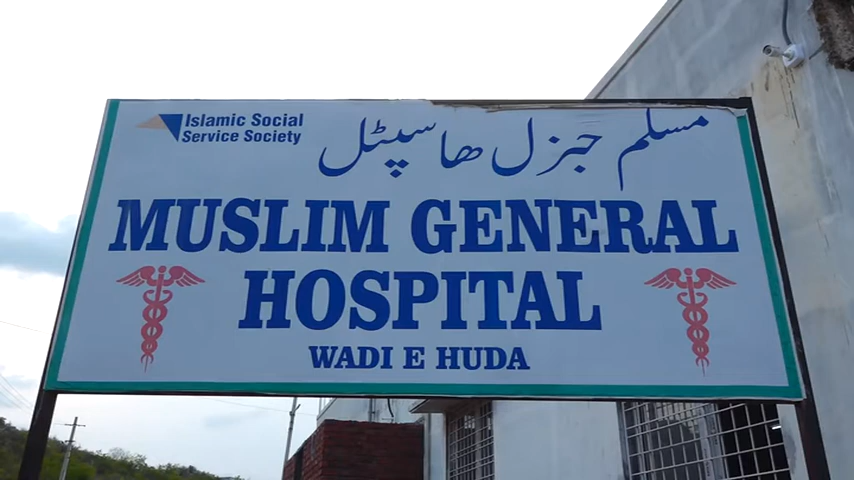 Islamic Social
Service Society
مسلم جنرل ھاسپٹل
MUSLIM GENERAL
HOSPITAL
WADI E HUDA